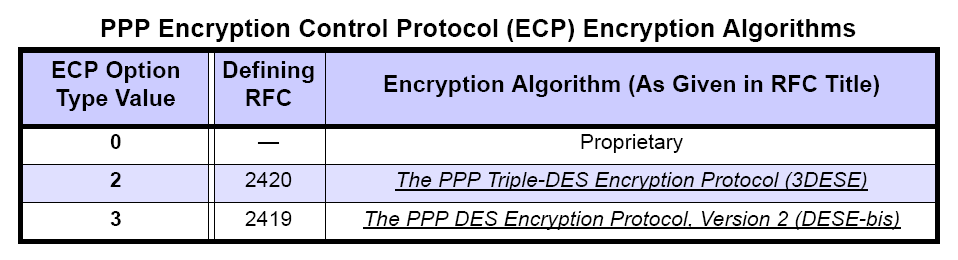 PPP Encryption Control Protocol (ECP) Encryption Algorithms
ECP Option Type Value | Defining RFC | Encryption Algorithm (As Given in RFC Title)
0 | — | Proprietary
2 | 2420 | The PPP Triple-DES Encryption Protocol (3DESE)
3 | 2419 | The PPP DES Encryption Protocol, Version 2 (DESE-bis)